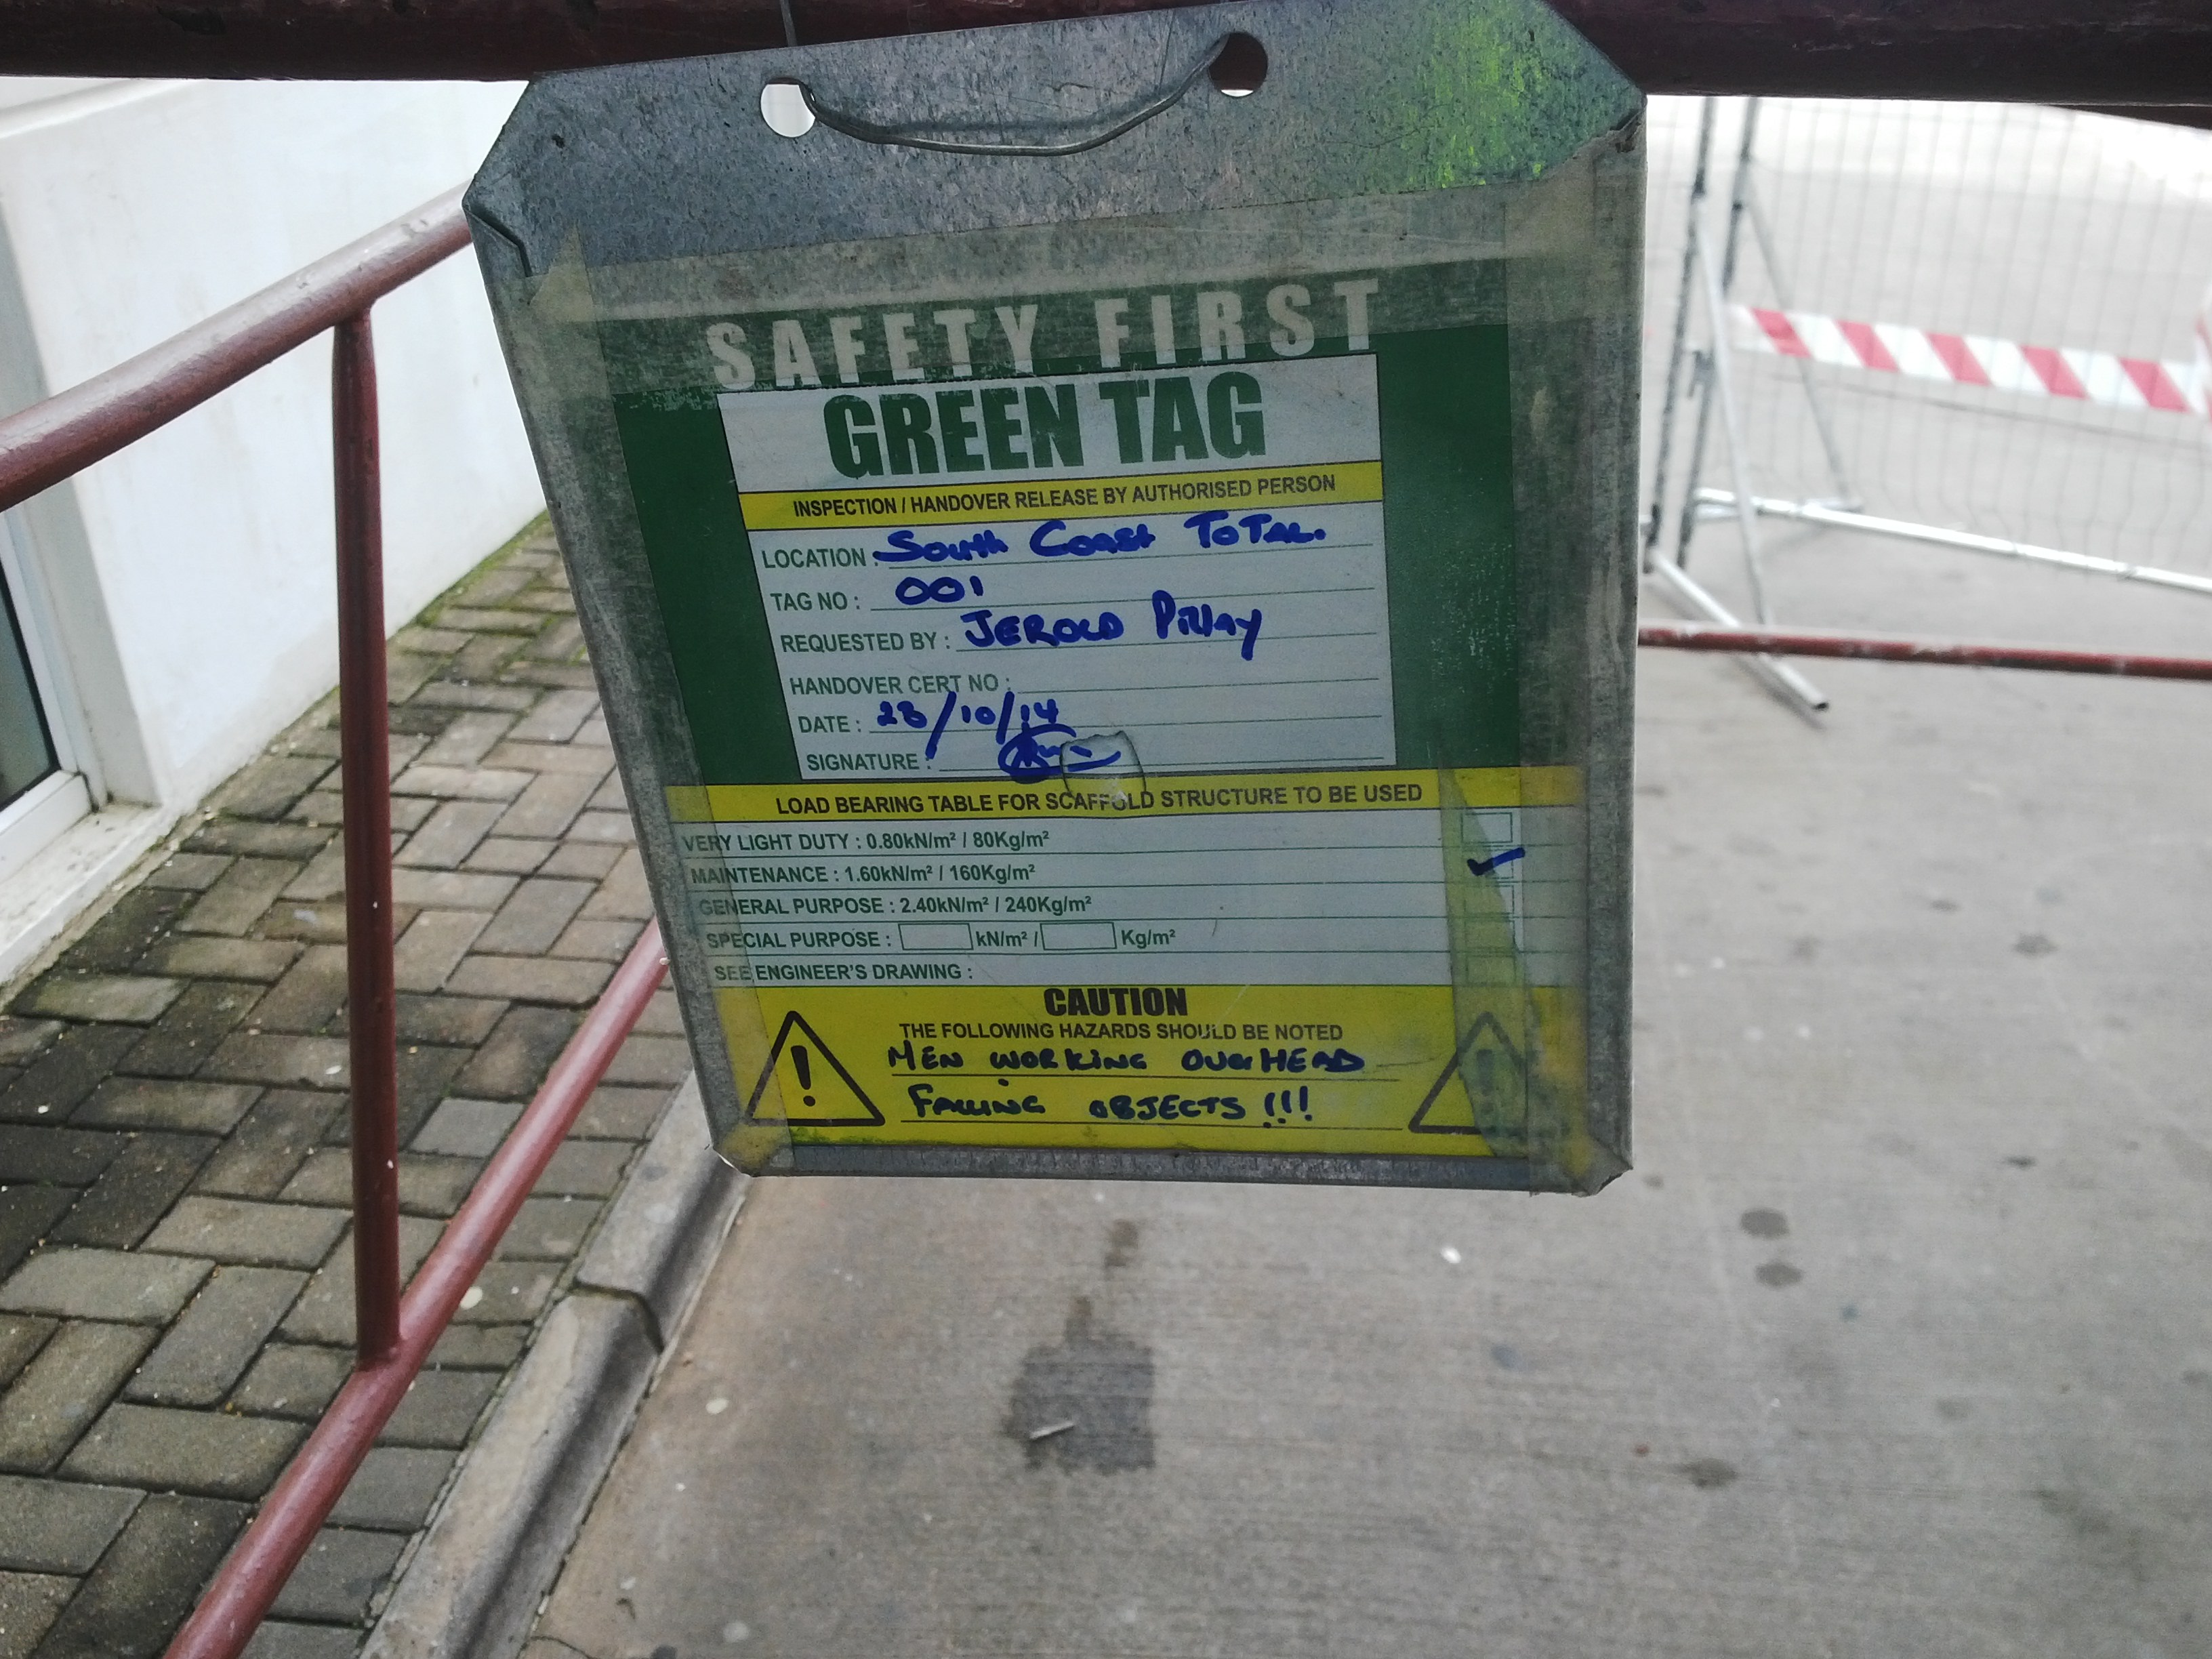 SAFETY FIRST
GREEN TAG
INSPECTION / HANDOVER RELEASE BY AUTHORISED PERSON
LOCATION : South Coast ToTAL.
TAG NO : 001
REQUESTED BY : JEROLD Pillay
HANDOVER CERT NO :
DATE : 28/10/14
SIGNATURE :
LOAD BEARING TABLE FOR SCAFFOLD STRUCTURE TO BE USED
VERY LIGHT DUTY : 0.80kN/m² / 80Kg/m²
MAINTENANCE : 1.60kN/m² / 160Kg/m² ✓
GENERAL PURPOSE : 2.40kN/m² / 240Kg/m²
SPECIAL PURPOSE : kN/m² / Kg/m²
SEE ENGINEER'S DRAWING :
CAUTION
THE FOLLOWING HAZARDS SHOULD BE NOTED
MEN WORKING OVERHEAD
FALLING OBJECTS !!!